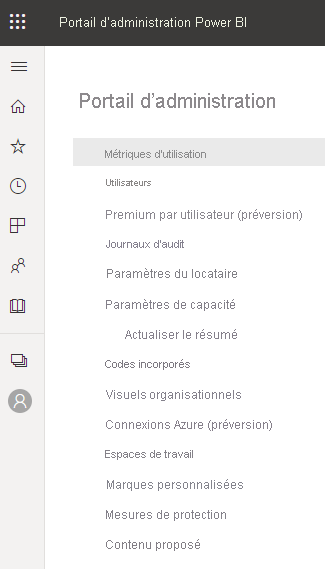 Portail d'administration Power BI
Portail d’administration
Métriques d'utilisation
Utilisateurs
Premium par utilisateur (préversion)
Journaux d'audit
Paramètres du locataire
Paramètres de capacité
Actualiser le résumé
Codes incorporés
Visuels organisationnels
Connexions Azure (préversion)
Espaces de travail
Marques personnalisées
Mesures de protection
Contenu proposé